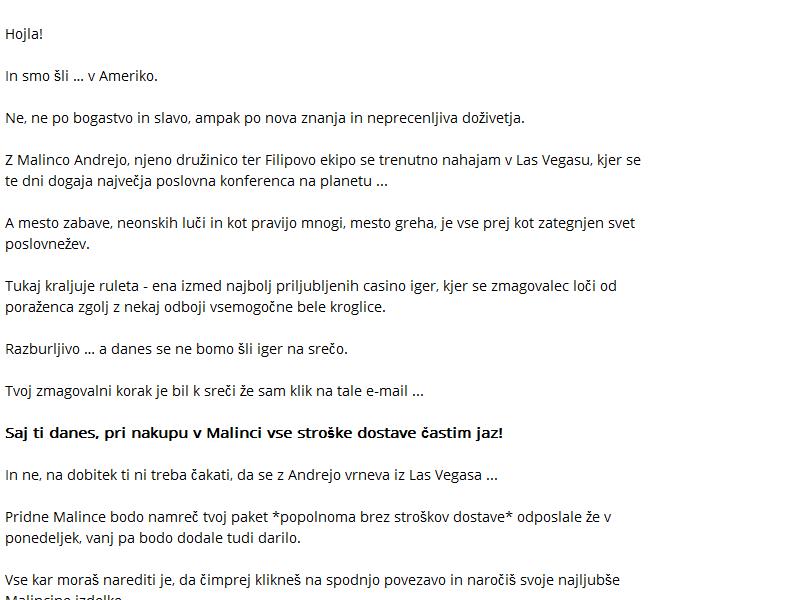 Hojla!
In smo šli ... v Ameriko.
Ne, ne po bogastvo in slavo, ampak po nova znanja in neprecenljiva doživetja.
Z Malinco Andrejo, njeno družinico ter Filipovo ekipo se trenutno nahajam v Las Vegasu, kjer se
te dni dogaja največja poslovna konferenca na planetu ...
A mesto zabave, neonskih luči in kot pravijo mnogi, mesto greha, je vse prej kot zategnjen svet
poslovnežev.
Tukaj kraljuje ruleta - ena izmed najbolj priljubljenih casino iger, kjer se zmagovalec loči od
poraženca zgolj z nekaj odboji vsemogočne bele kroglice.
Razburljivo ... a danes se ne bomo šli iger na srečo.
Tvoj zmagovalni korak je bil k sreči že sam klik na tale e-mail ...
Saj ti danes, pri nakupu v Malinci vse stroške dostave častim jaz!
In ne, na dobitek ti ni treba čakati, da se z Andrejo vrneva iz Las Vegasa ...
Pridne Malince bodo namreč tvoj paket *popolnoma brez stroškov dostave* odposlale že v
ponedeljek, vanj pa bodo dodale tudi darilo.
Vse kar moraš narediti je, da čimprej klikneš na spodnjo povezavo in naročiš svoje najljubše
Malincine izdelke